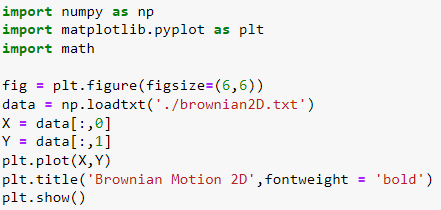 import numpy as np
import matplotlib.pyplot as plt
import math
fig = plt.figure(figsize=(6,6))
data = np.loadtxt('./brownian2D.txt')
X = data[:,0]
Y = data[:,1]
plt.plot(X,Y)
plt.title('Brownian Motion 2D',fontweight = 'bold')
plt.show()